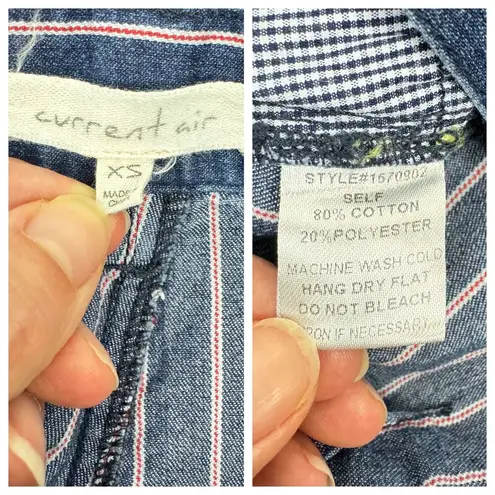 current air
XS
MADE
STYLE#1670902
SELF
80% COTTON
20%POLYESTER
MACHINE WASH COLD
HANG DRY FLAT
DO NOT BLEACH
IRON IF NECESSARY